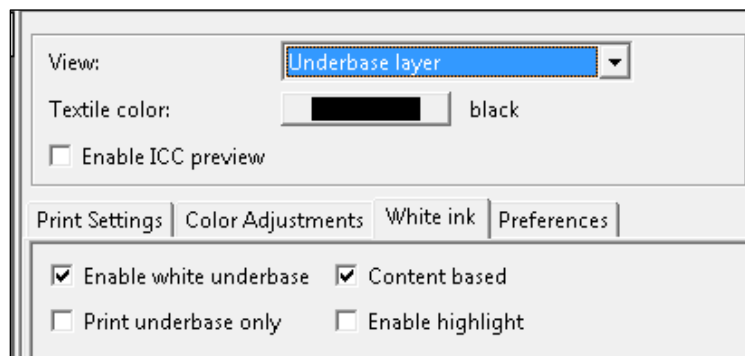 View: Underbase layer
Textile color: black
Enable ICC preview
Print Settings Color Adjustments White ink Preferences
Enable white underbase Content based
Print underbase only Enable highlight